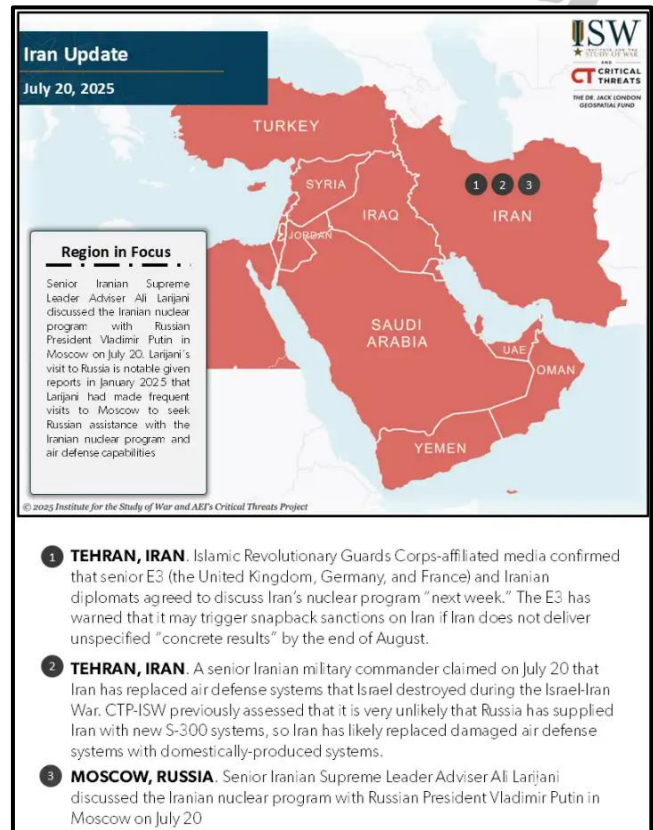 ISW
INSTITUTE FOR THE
STUDY OF WAR
AND
CT CRITICAL
THREATS
THE DR. JACK LONDON
GEOSPATIAL FUND
Iran Update
July 20, 2025
TURKEY
SYRIA
1 2 3
IRAQ
IRAN
JORDAN
SAUDI
ARABIA
UAE
OMAN
YEMEN
Region in Focus
Senior Iranian Supreme
Leader Adviser Ali Larijani
discussed the Iranian nuclear
program with Russian
President Vladimir Putin in
Moscow on July 20. Larijani's
visit to Russia is notable given
reports in January 2025 that
Larijani had made frequent
visits to Moscow to seek
Russian assistance with the
Iranian nuclear program and
air defense capabilities
© 2025 Institute for the Study of War and AEI's Critical Threats Project
1 TEHRAN, IRAN. Islamic Revolutionary Guards Corps-affiliated media confirmed
that senior E3 (the United Kingdom, Germany, and France) and Iranian
diplomats agreed to discuss Iran's nuclear program “next week.” The E3 has
warned that it may trigger snapback sanctions on Iran if Iran does not deliver
unspecified “concrete results” by the end of August.
2 TEHRAN, IRAN. A senior Iranian military commander claimed on July 20 that
Iran has replaced air defense systems that Israel destroyed during the Israel-Iran
War. CTP-ISW previously assessed that it is very unlikely that Russia has supplied
Iran with new S-300 systems, so Iran has likely replaced damaged air defense
systems with domestically-produced systems.
3 MOSCOW, RUSSIA. Senior Iranian Supreme Leader Adviser Ali Larijani
discussed the Iranian nuclear program with Russian President Vladimir Putin in
Moscow on July 20